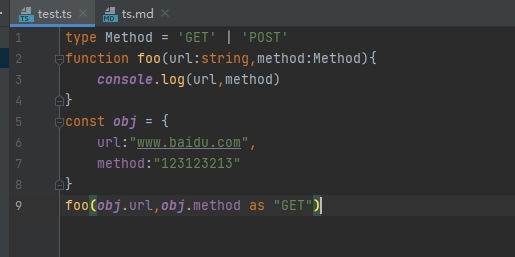 test.ts
ts.md
1 type Method = 'GET' | 'POST'
2 function foo(url:string,method:Method){
3 console.log(url,method)
4 }
5 const obj = {
6 url:"www.baidu.com",
7 method:"123123213"
8 }
9 foo(obj.url,obj.method as "GET")